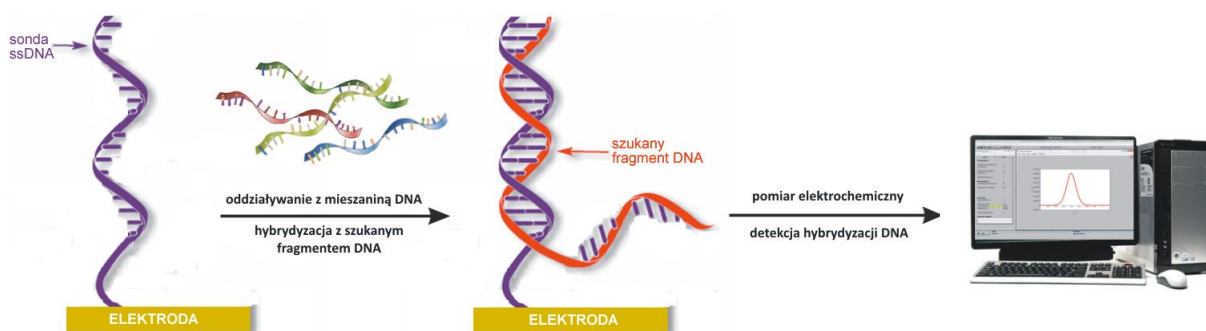 sonda
ssDNA
oddziaływanie z mieszaniną DNA
hybrydyzacja z szukanym
fragmentem DNA
szukany
fragment DNA
pomiar elektrochemiczny
detekcja hybrydyzacji DNA
ELEKTRODA
ELEKTRODA